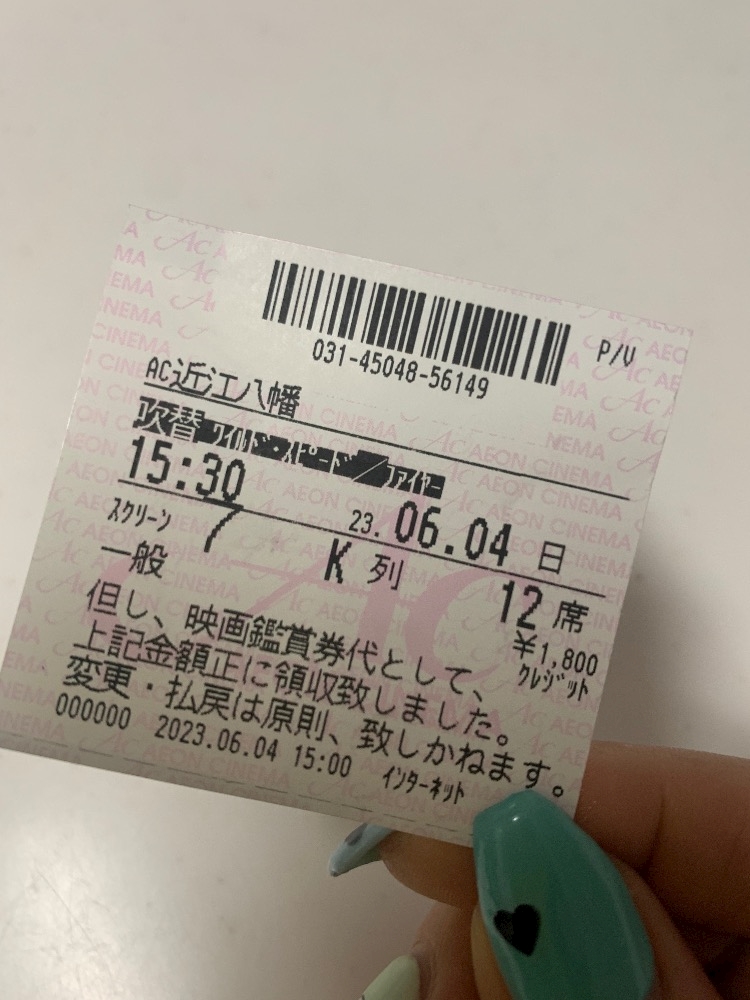 031-45048-56149
P/V
AC近江八幡
吹替 ワイルド・スピード/ファイヤー
15:30 23.06.04 日
スクリーン 7 K 列 12 席
一般 ¥1,800
クレジット
但し、映画鑑賞券代として、
上記金額正に領収致しました。
変更・払戻は原則、致しかねます。
000000 2023.06.04 15:00 インターネット
AC AEON CINEMA